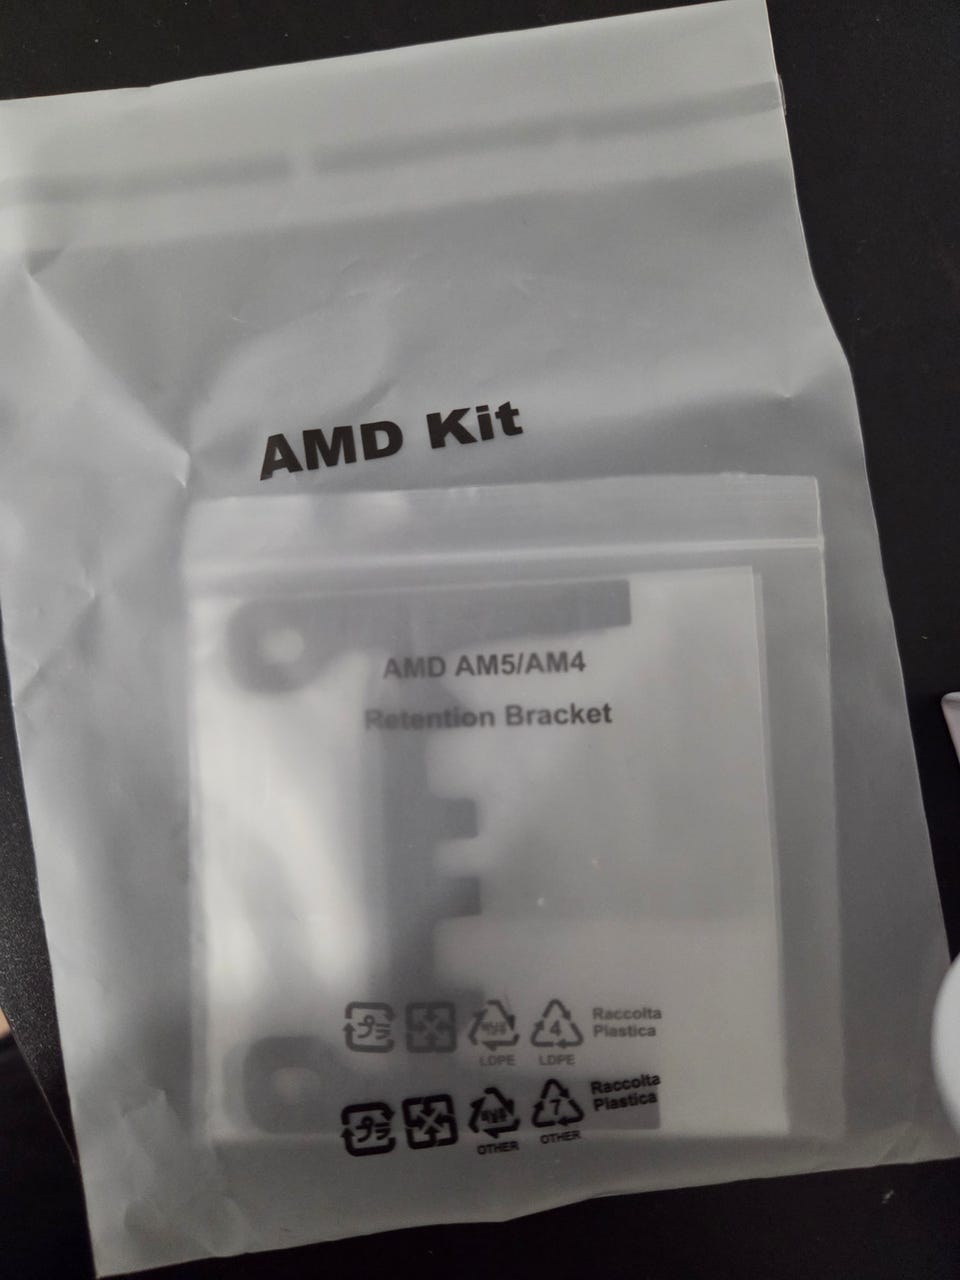 AMD Kit
AMD AM5/AM4
Retention Bracket
4
Raccolta
Plastica
LDPE LDPE
7
Raccolta
Plastica
OTHER OTHER